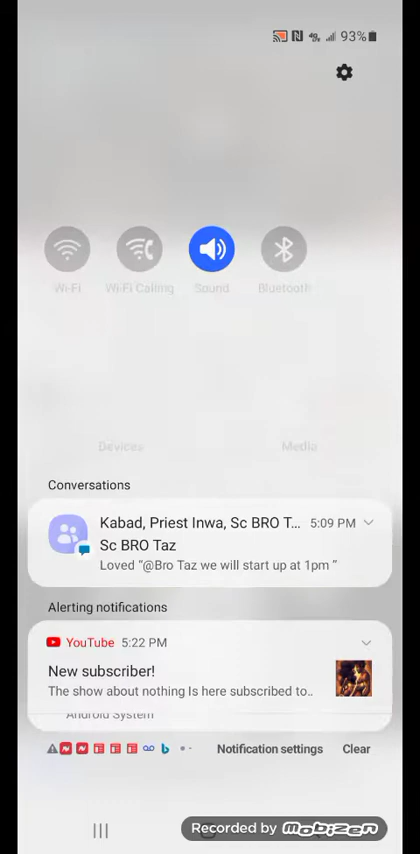 93%
Wi-Fi Wi-Fi Calling Sound Bluetooth
Devices Media
Conversations
Kabad, Priest Inwa, Sc BRO T... 5:09 PM
Sc BRO Taz
Loved “@Bro Taz we will start up at 1pm ”
Alerting notifications
YouTube 5:22 PM
New subscriber!
The show about nothing Is here subscribed to..
Android System
Notification settings Clear
Recorded by MOBIZEN